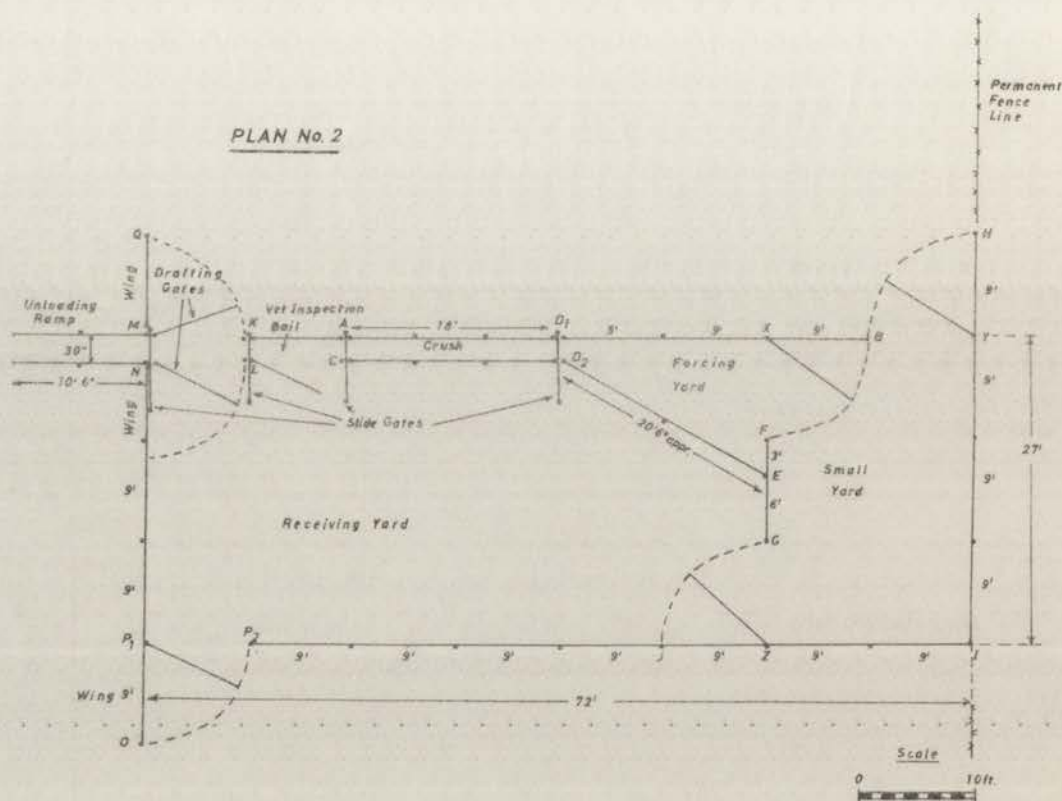 PLAN No. 2
Permanent
Fence
Line
Q
H
Wing
Drafting
Gates
9'
Unloading
Ramp
M
K
Vet Inspection
Bail
A
18'
D1
9'
X
9'
B
Y
30"
Crush
N
L
C
D2
Forcing
Yard
9'
10' 6"
Wing
Slide Gates
20'6" appr.
F
3'
E
Small
Yard
27'
9'
6'
9'
Receiving Yard
G
9'
9'
P1
P2
9'
9'
9'
9'
9'
Z
9'
9'
Wing 9'
72'
O
Scale
0
10ft.